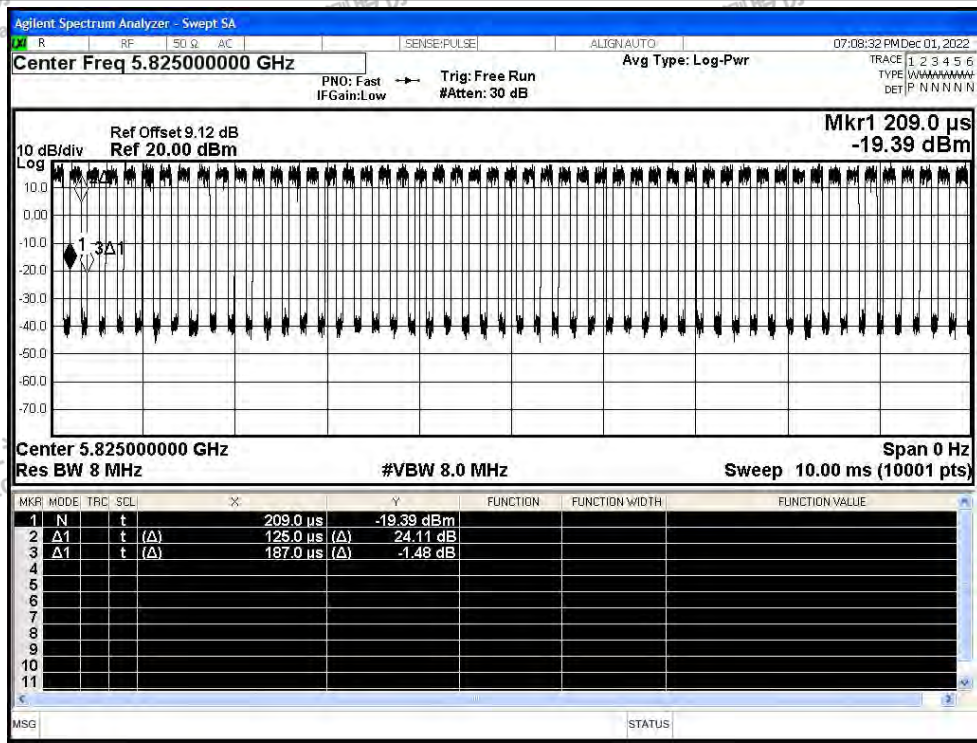 Agilent Spectrum Analyzer - Swept SA
LXI R RF 50 Ω AC SENSE:PULSE ALIGN AUTO 07:08:32 PM Dec 01, 2022
Center Freq 5.825000000 GHz
Avg Type: Log-Pwr
TRACE 1 2 3 4 5 6
PNO: Fast
Trig: Free Run
TYPE WWWWWW
IFGain:Low
#Atten: 30 dB
DET P N N N N N
Mkr1 209.0 µs
Ref Offset 9.12 dB
10 dB/div Ref 20.00 dBm
-19.39 dBm
Log
10.0
0.00
-10.0
1 3Δ1
-20.0
-30.0
-40.0
-50.0
-60.0
-70.0
Center 5.825000000 GHz Span 0 Hz
Res BW 8 MHz #VBW 8.0 MHz Sweep 10.00 ms (10001 pts)
MKR MODE TRC SCL X Y FUNCTION FUNCTION WIDTH FUNCTION VALUE
1 N t 209.0 µs -19.39 dBm
2 Δ1 t (Δ) 125.0 µs (Δ) 24.11 dB
3 Δ1 t (Δ) 187.0 µs (Δ) -1.48 dB
4
5
6
7
8
9
10
11
MSG STATUS